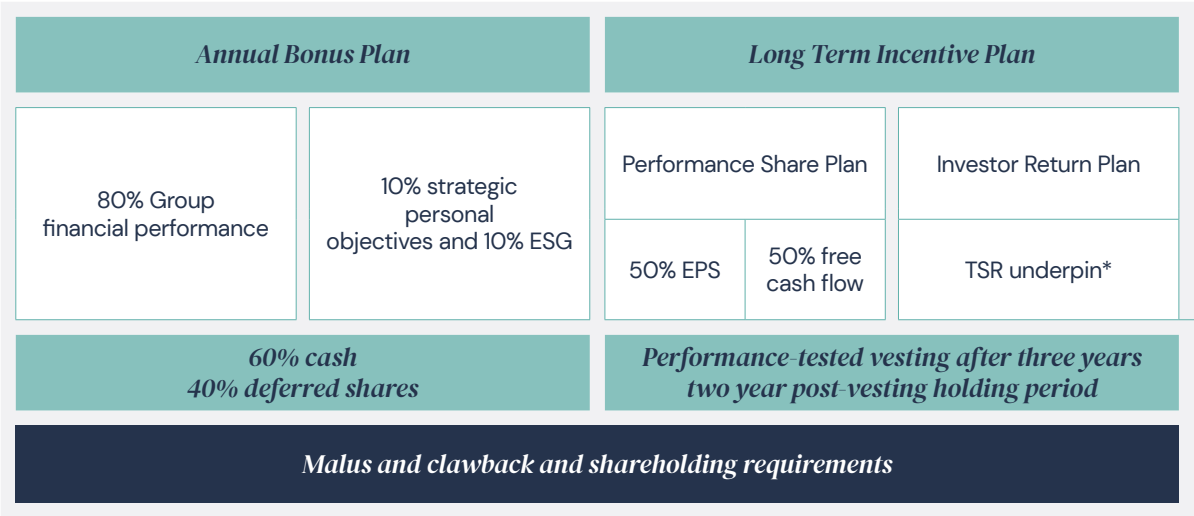 Annual Bonus Plan
Long Term Incentive Plan
80% Group
financial performance
10% strategic
personal
objectives and 10% ESG
Performance Share Plan
50% EPS
50% free
cash flow
Investor Return Plan
TSR underpin*
60% cash
40% deferred shares
Performance-tested vesting after three years
two year post-vesting holding period
Malus and clawback and shareholding requirements